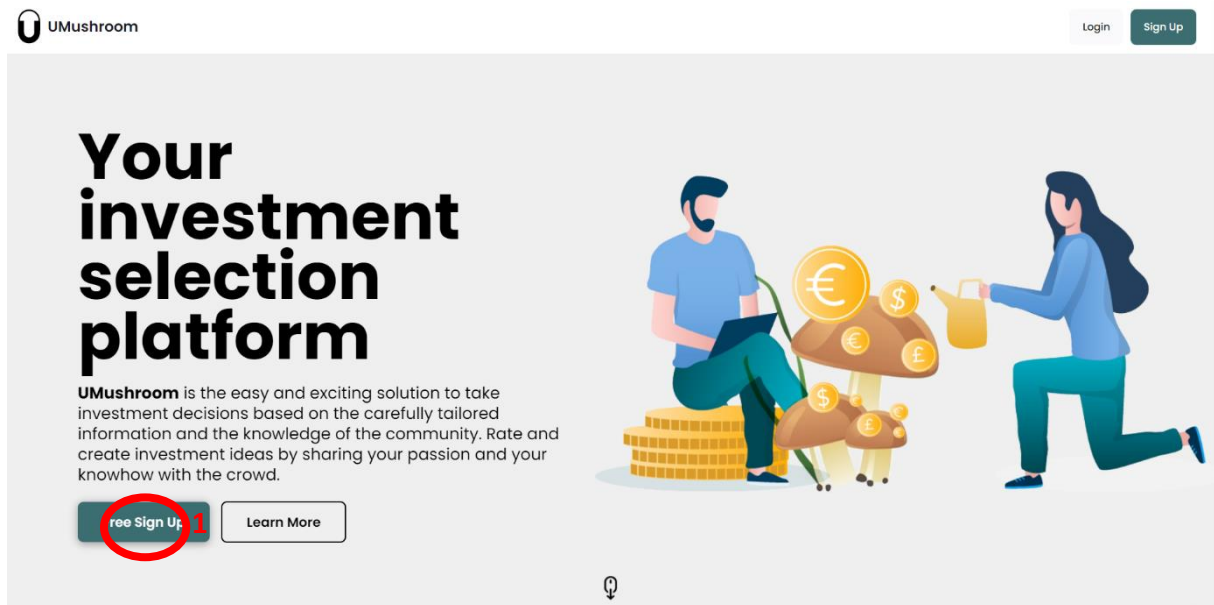 UMushroom
Login
Sign Up
Your
investment
selection
platform
UMushroom is the easy and exciting solution to take
investment decisions based on the carefully tailored
information and the knowledge of the community. Rate and
create investment ideas by sharing your passion and your
knowhow with the crowd.
Free Sign Up
1
Learn More
€
$
€
£
$
€
£
£